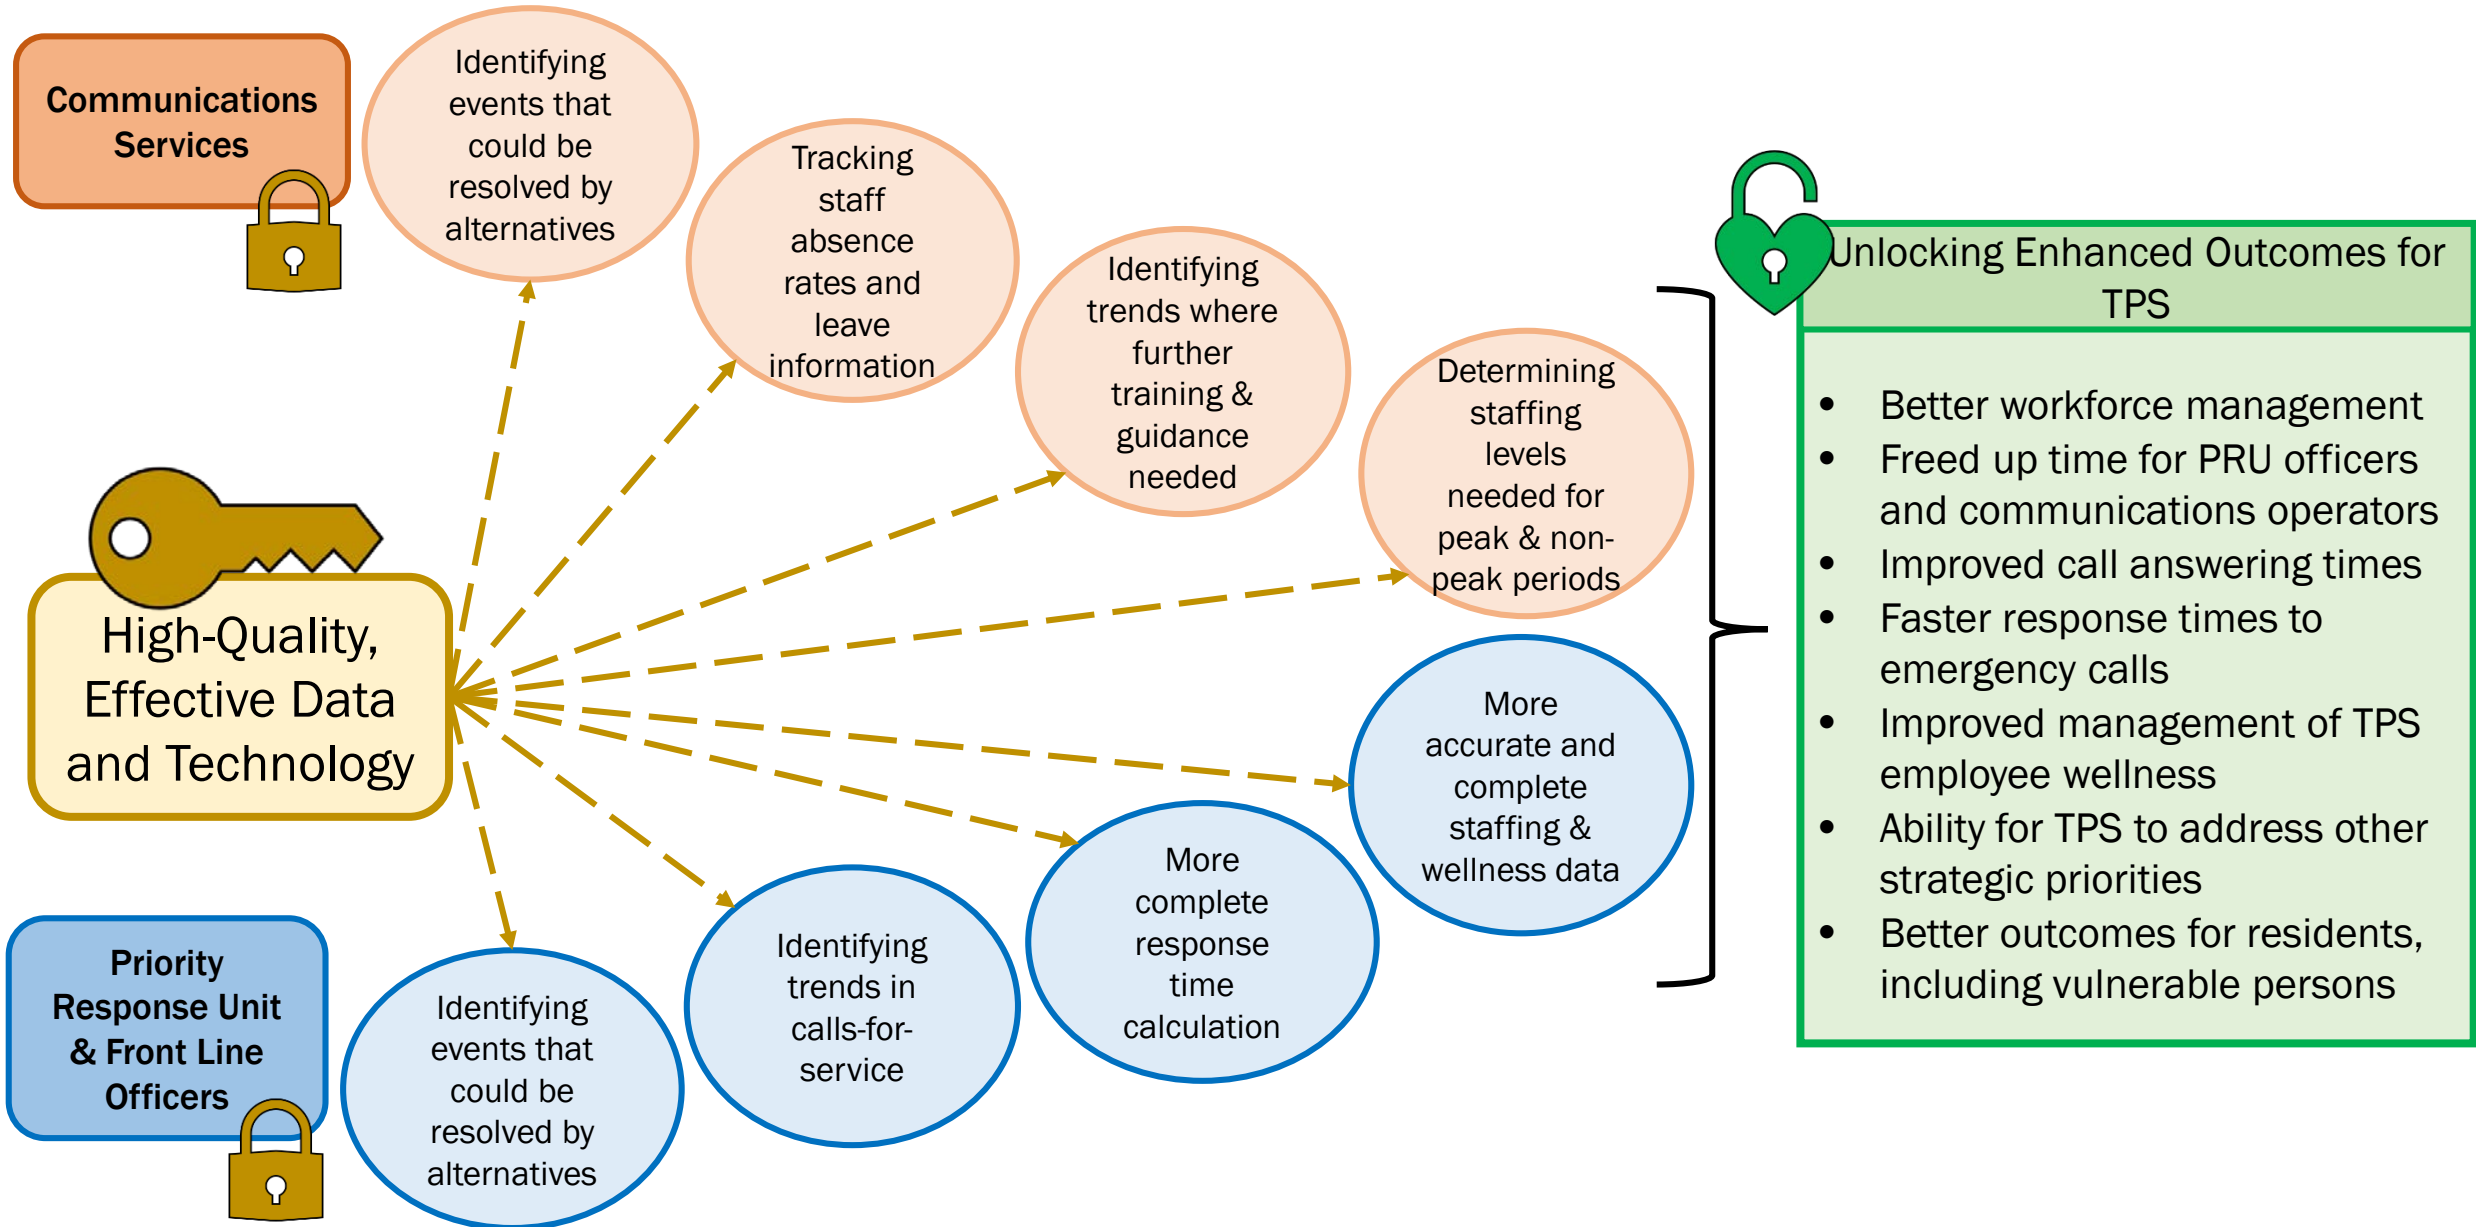 Communications
Services
Identifying
events that
could be
resolved by
alternatives
Tracking
staff
absence
rates and
leave
information
Identifying
trends where
further
training &
guidance
needed
Determining
staffing
levels
needed for
peak & non-
peak periods
High-Quality,
Effective Data
and Technology
Priority
Response Unit
& Front Line
Officers
Identifying
events that
could be
resolved by
alternatives
Identifying
trends in
calls-for-
service
More
complete
response
time
calculation
More
accurate and
complete
staffing &
wellness data
Unlocking Enhanced Outcomes for
TPS
• Better workforce management
• Freed up time for PRU officers
and communications operators
• Improved call answering times
• Faster response times to
emergency calls
• Improved management of TPS
employee wellness
• Ability for TPS to address other
strategic priorities
• Better outcomes for residents,
including vulnerable persons